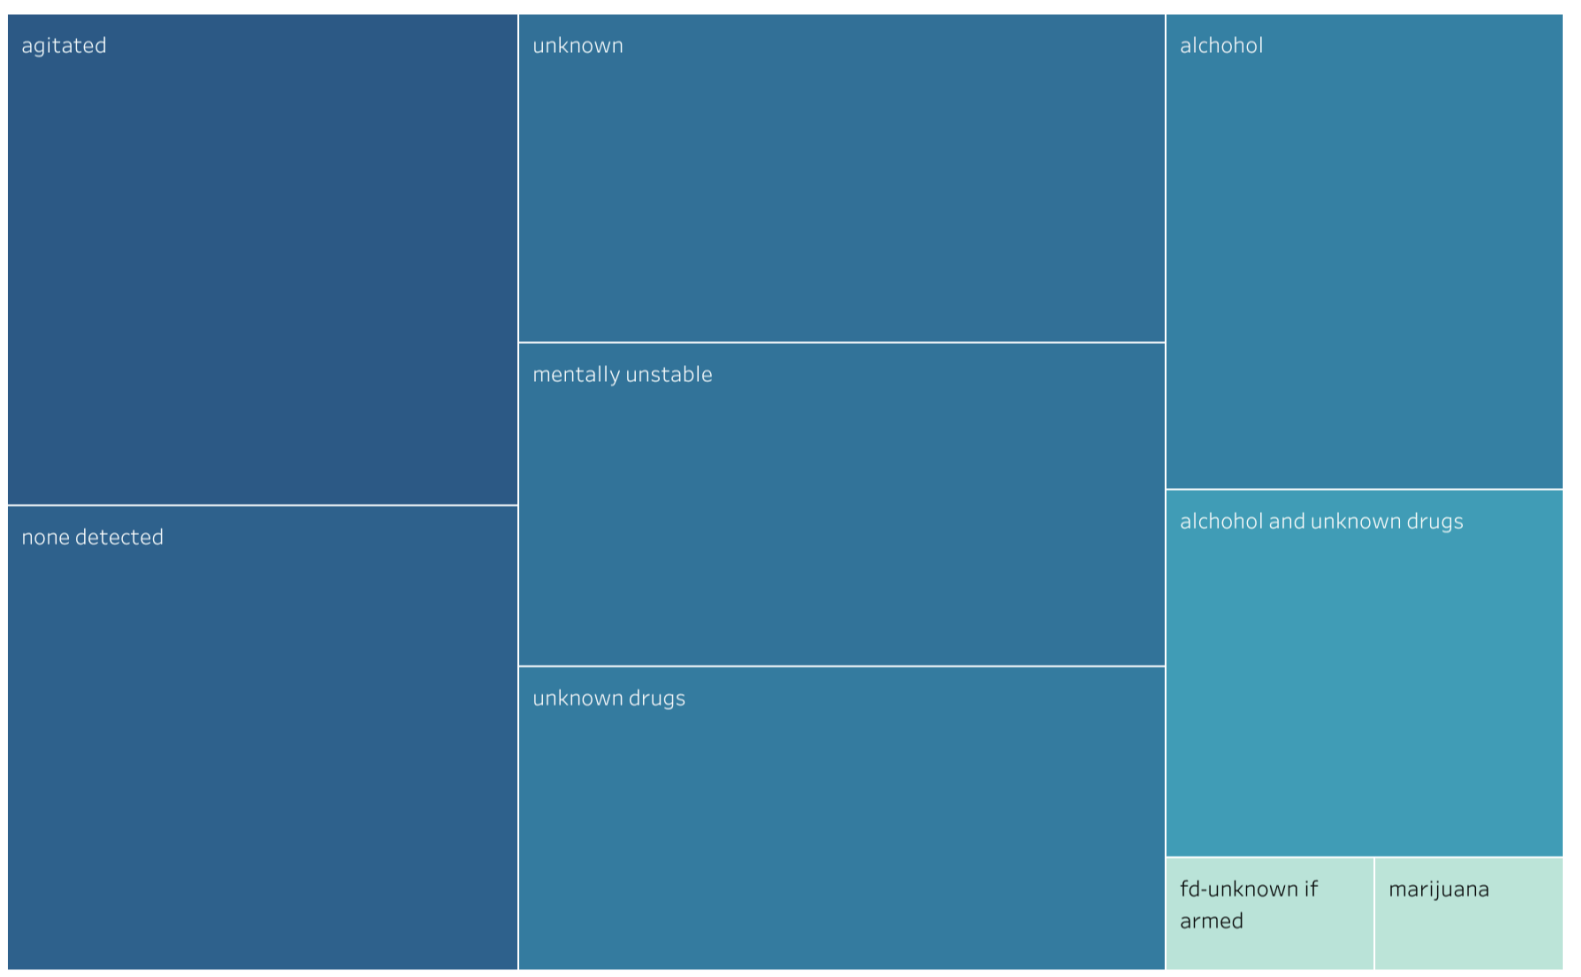 agitated
unknown
alchohol
mentally unstable
alchohol and unknown drugs
none detected
unknown drugs
fd-unknown if
armed
marijuana